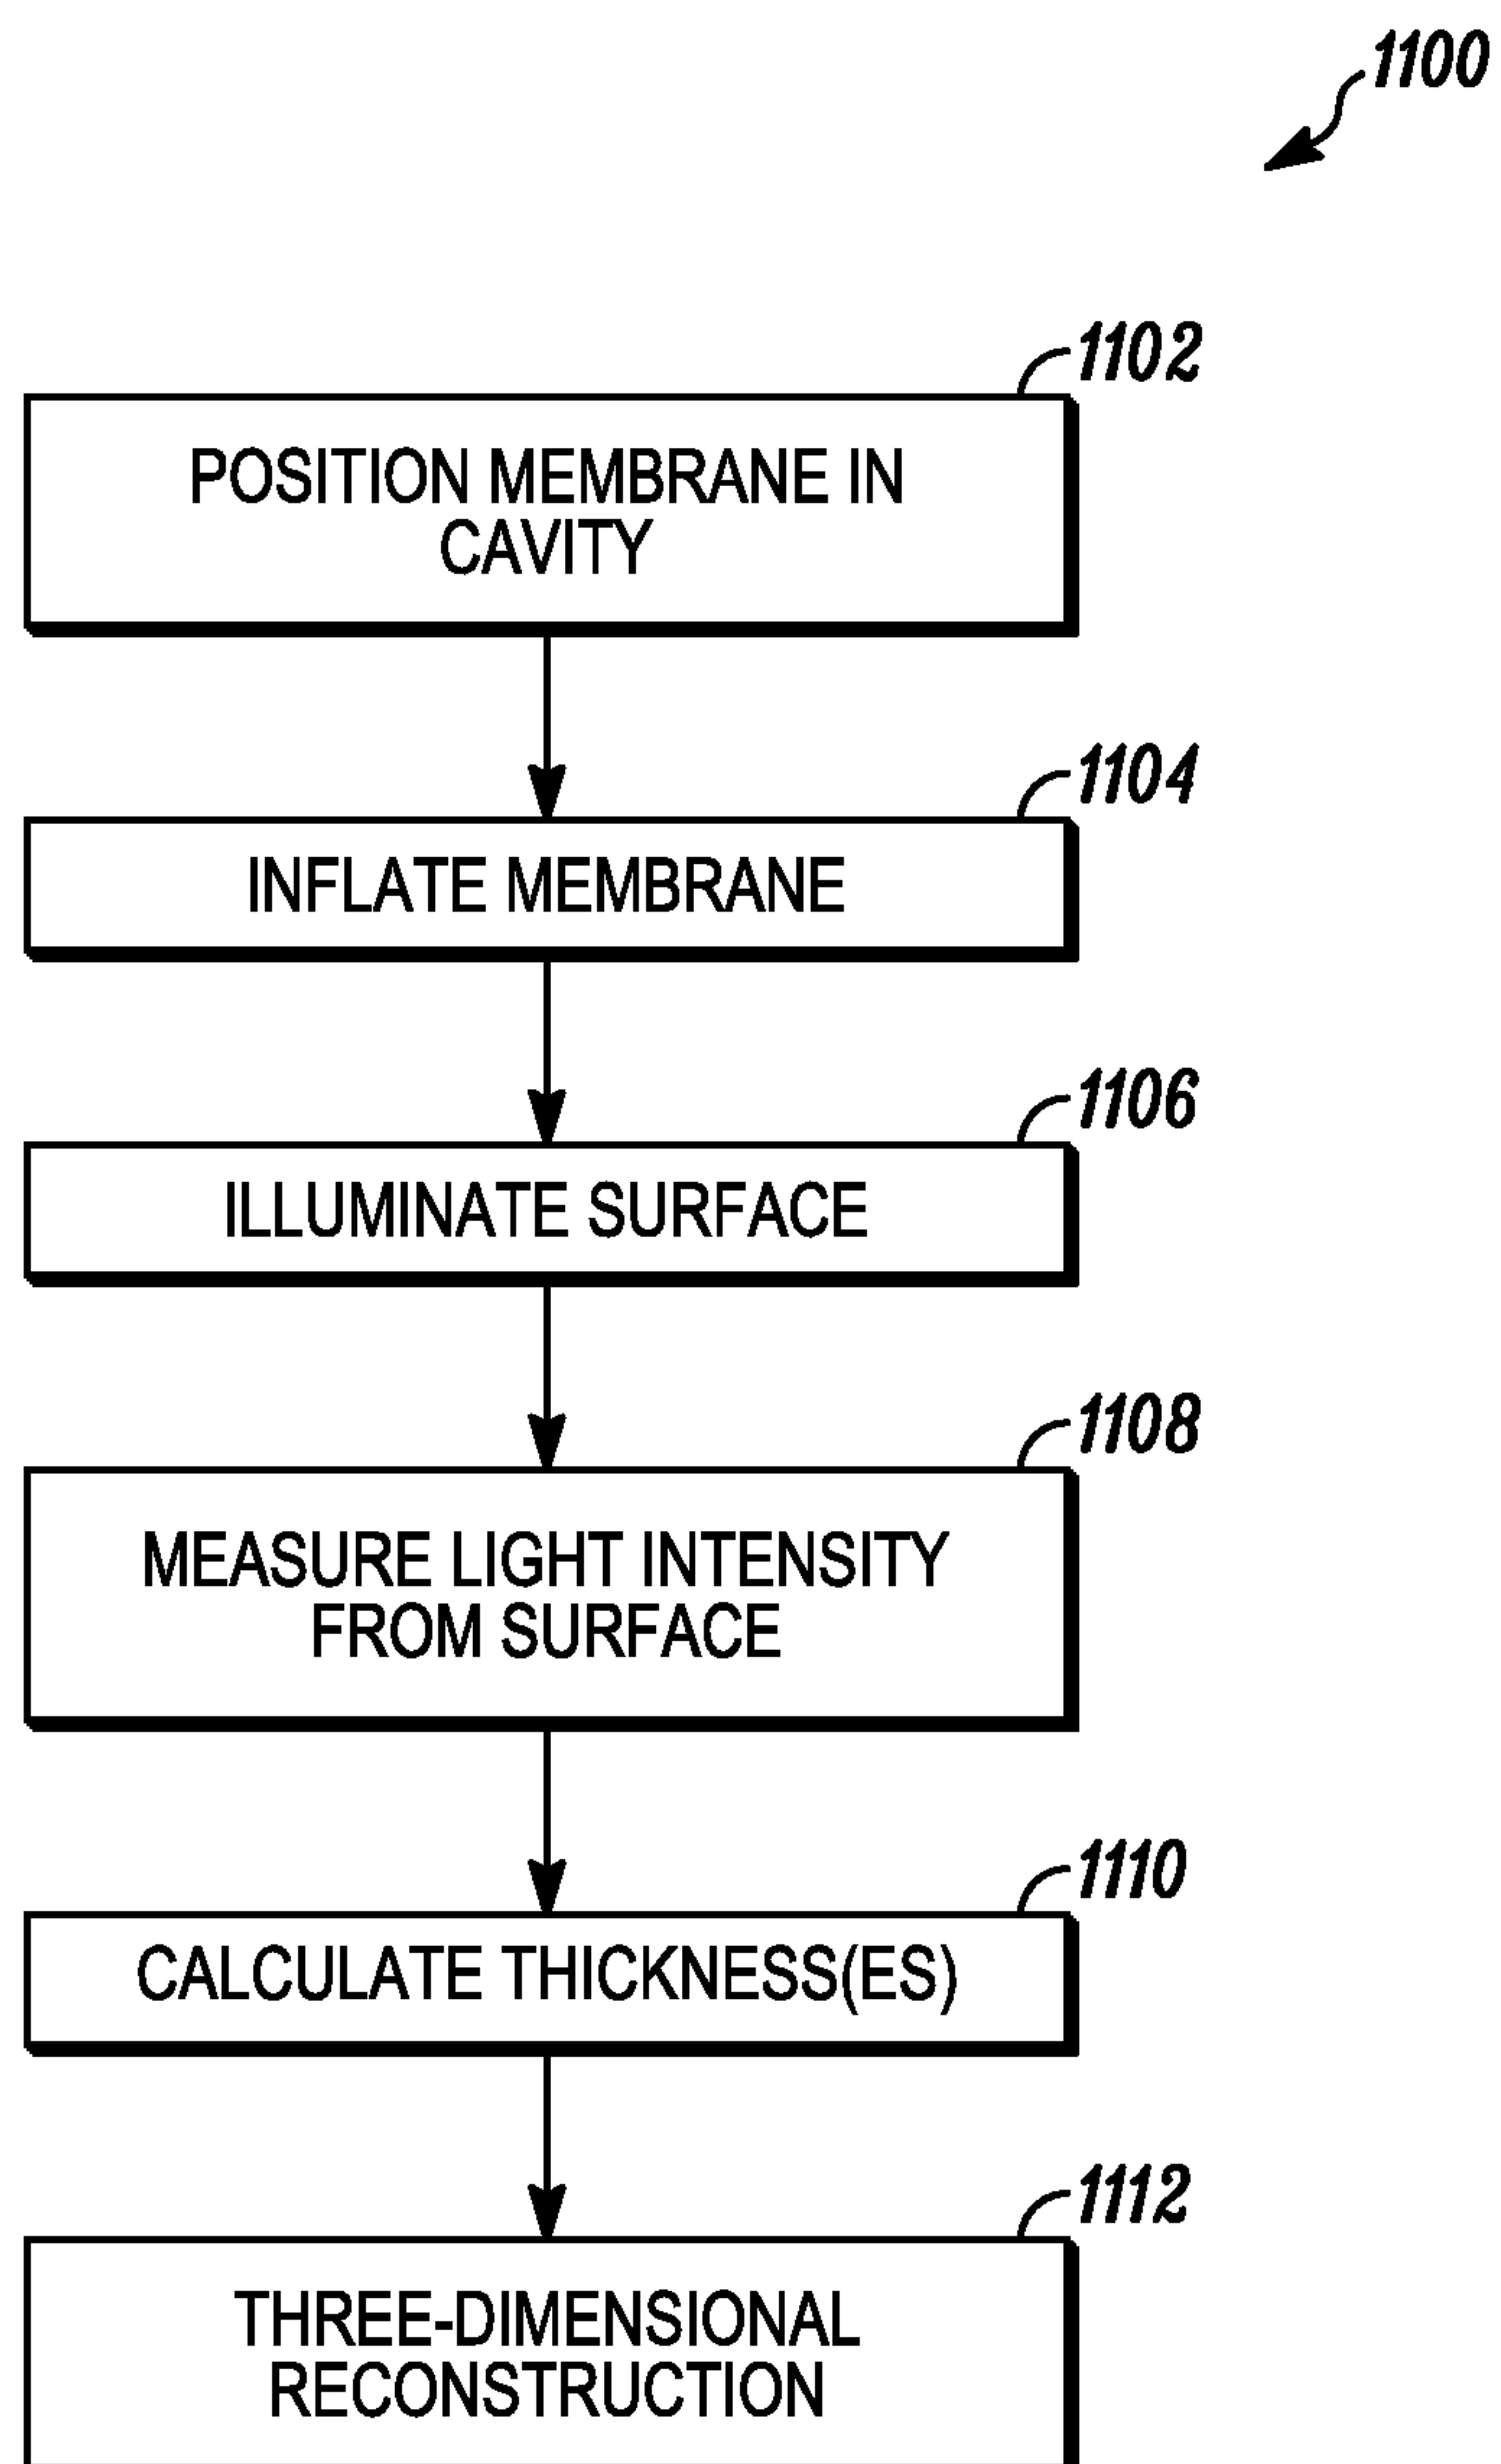 1100
1102
POSITION MEMBRANE IN
CAVITY
1104
INFLATE MEMBRANE
1106
ILLUMINATE SURFACE
1108
MEASURE LIGHT INTENSITY
FROM SURFACE
1110
CALCULATE THICKNESS(ES)
1112
THREE-DIMENSIONAL
RECONSTRUCTION